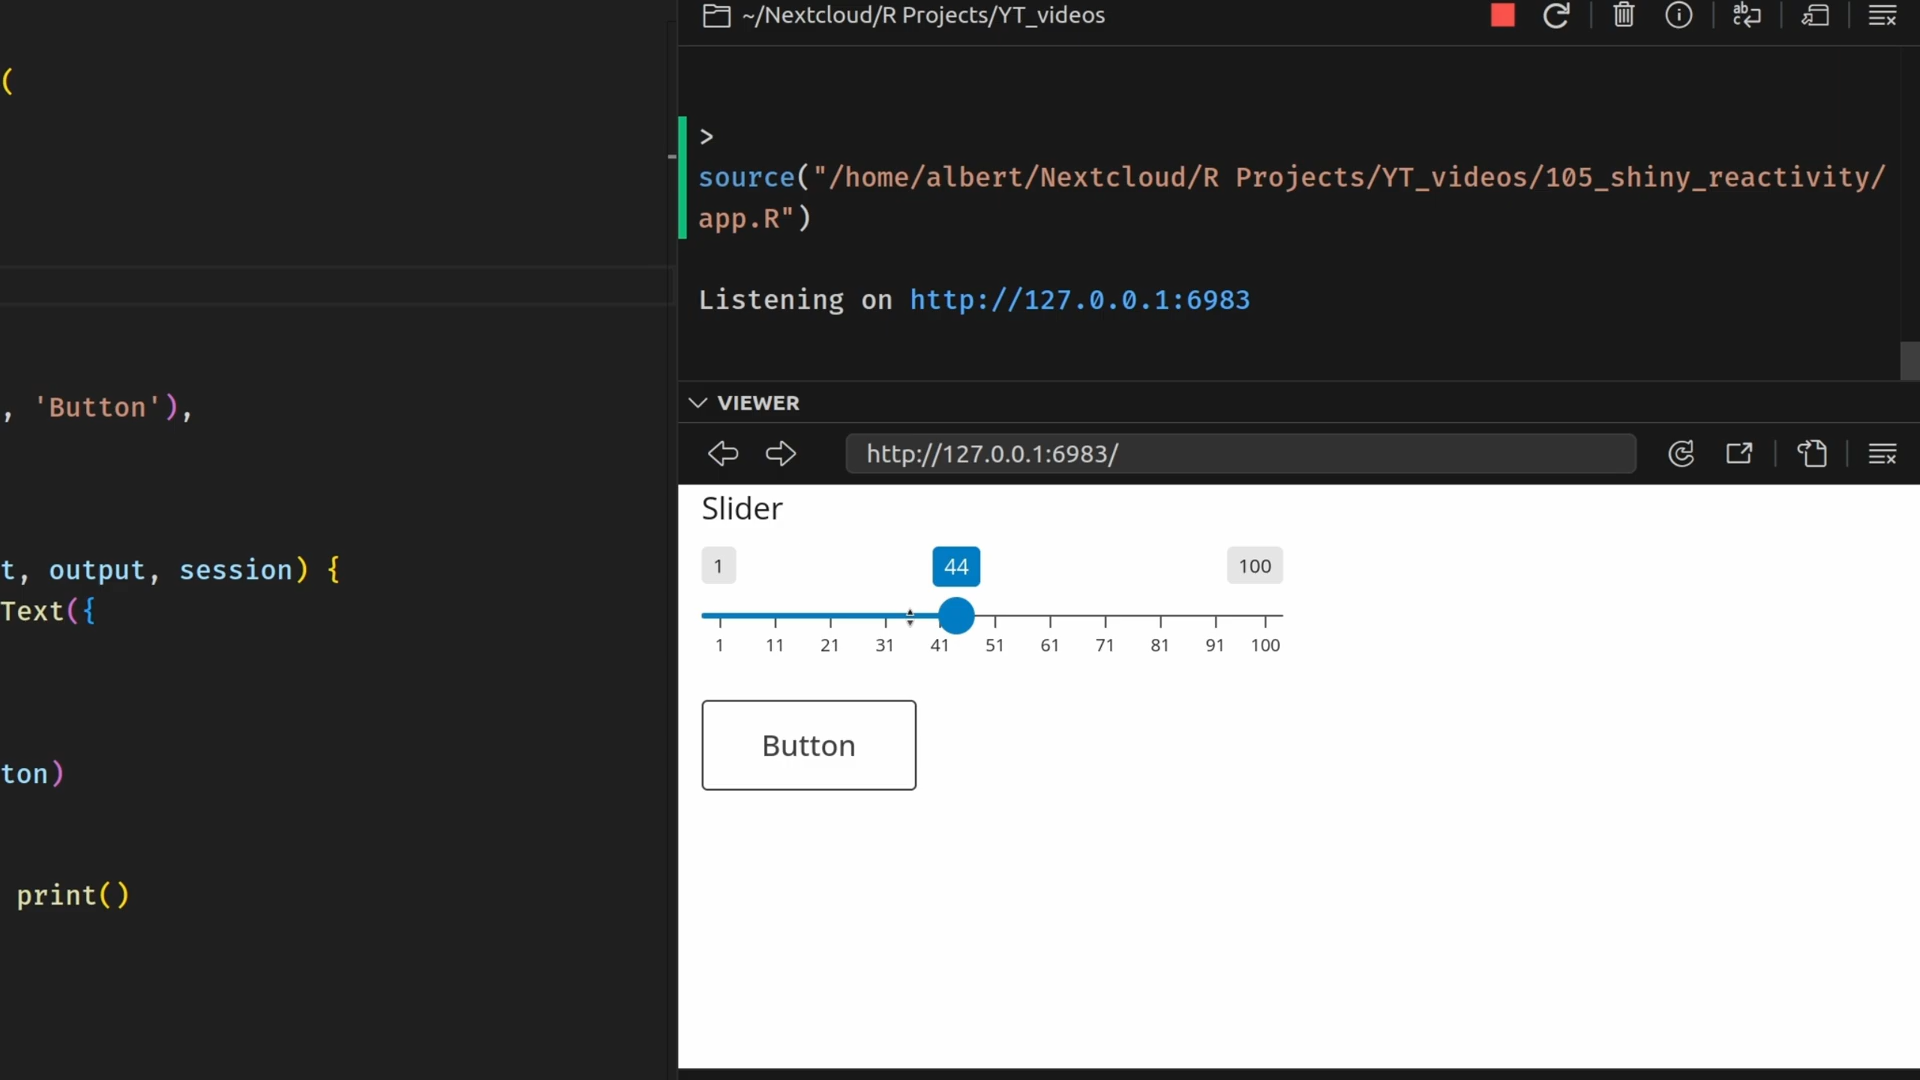 (
, 'Button'),
t, output, session) {
Text({
ton)
print()
~/Nextcloud/R Projects/YT_videos
>
source("/home/albert/Nextcloud/R Projects/YT_videos/105_shiny_reactivity/
app.R")
Listening on http://127.0.0.1:6983
VIEWER
http://127.0.0.1:6983/
Slider
1 44 100
1 11 21 31 41 51 61 71 81 91 100
Button